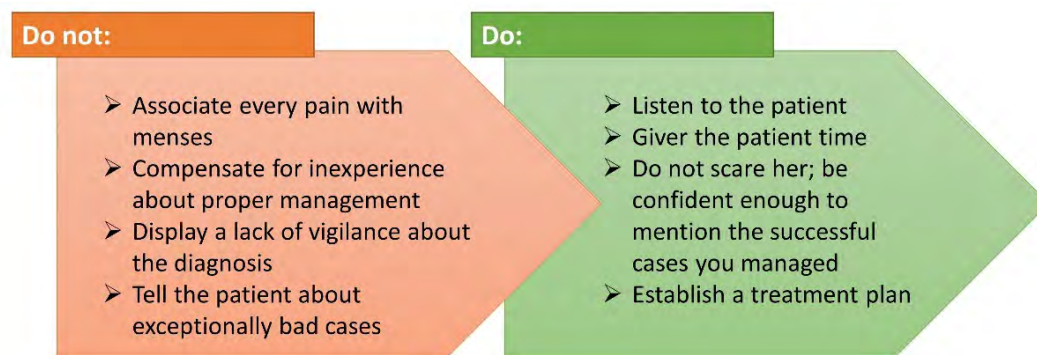 Do not:
➢ Associate every pain with
menses
➢ Compensate for inexperience
about proper management
➢ Display a lack of vigilance about
the diagnosis
➢ Tell the patient about
exceptionally bad cases
Do:
➢ Listen to the patient
➢ Giver the patient time
➢ Do not scare her; be
confident enough to
mention the successful
cases you managed
➢ Establish a treatment plan